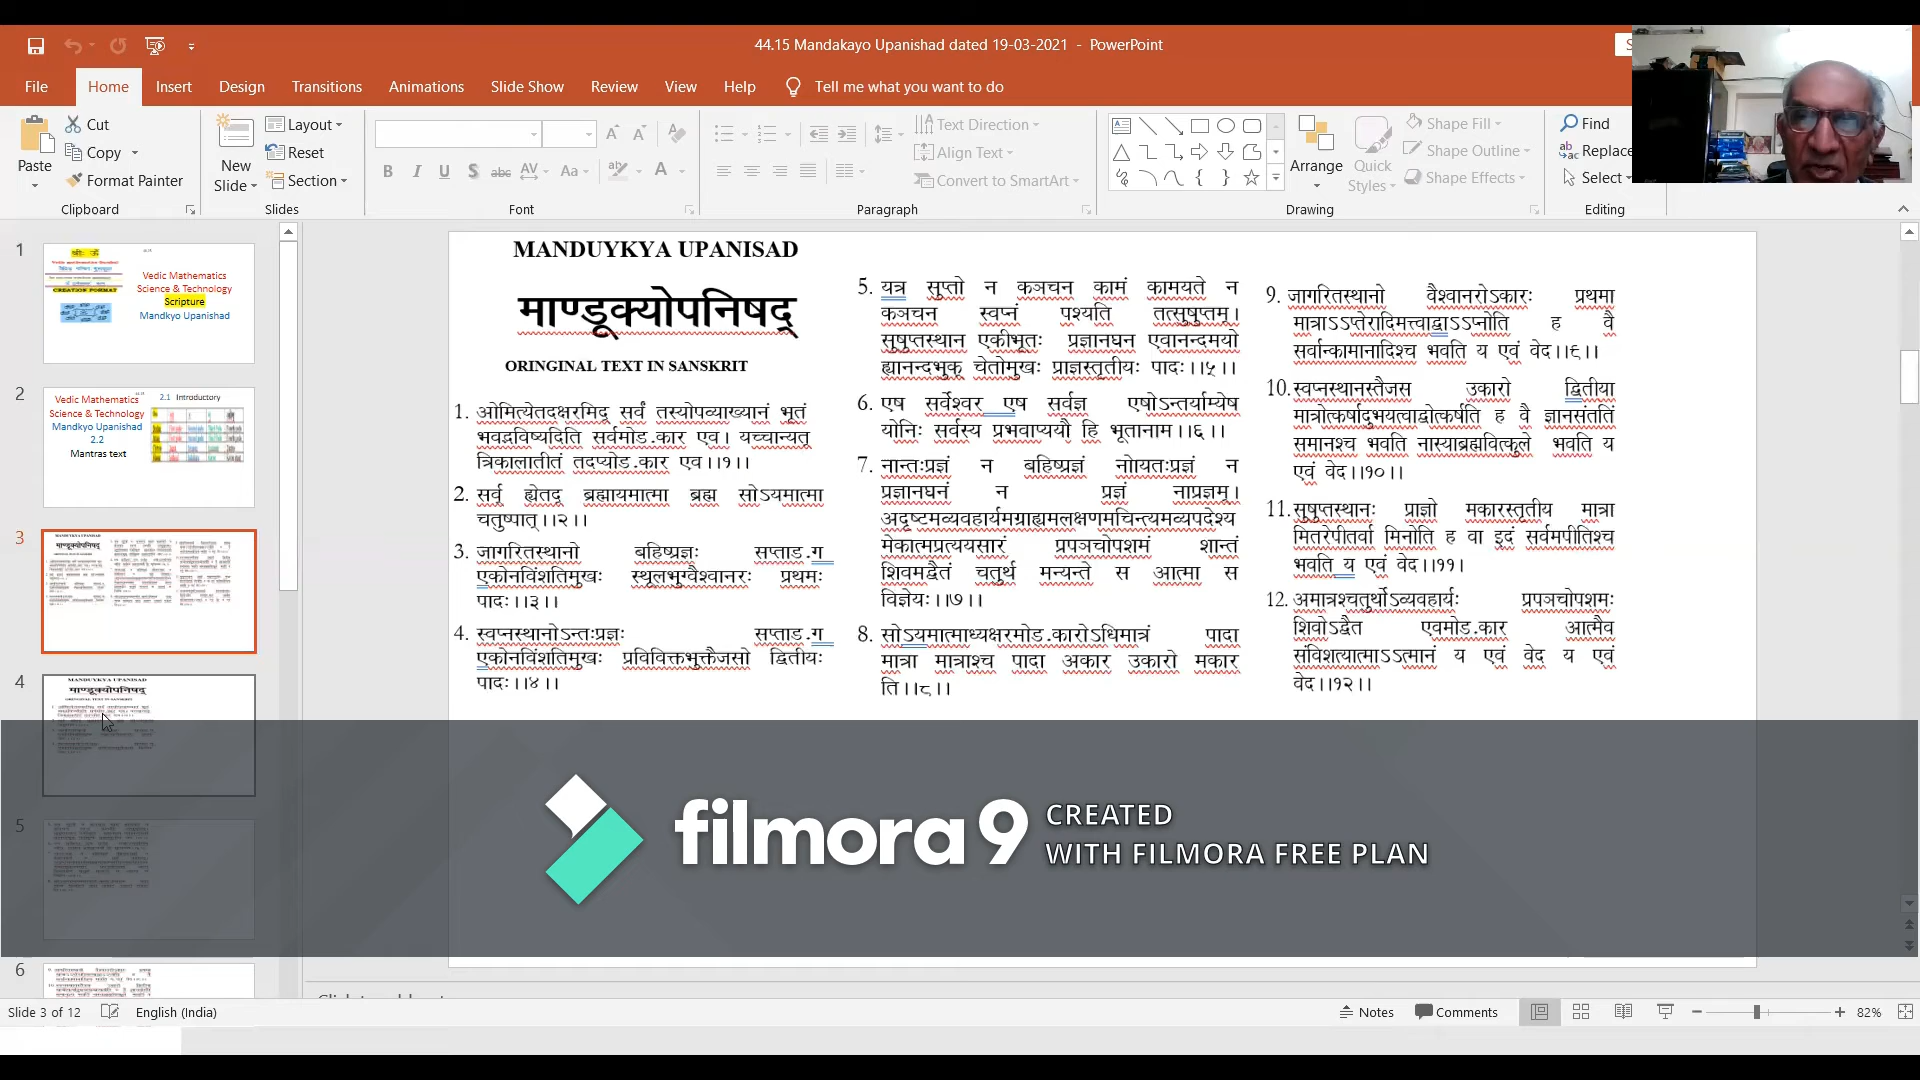 44.15 Mandakayo Upanishad dated 19-03-2021 - PowerPoint
File Home Insert Design Transitions Animations Slide Show Review View Help Tell me what you want to do
Paste
Cut
Copy
Format Painter
Clipboard
New Slide
Layout
Reset
Section
Slides
Font
Text Direction
Align Text
Convert to SmartArt
Paragraph
Arrange
Quick Styles
Shape Fill
Shape Outline
Shape Effects
Drawing
Find
Replace
Select
Editing
1
Vedic Mathematics
Science & Technology
Scripture
Mandkyo Upanishad
2
Vedic Mathematics
Science & Technology
Mandkyo Upanishad
2.2
Mantras text
2.1 Introductory
3
4
5
6
MANDUYKYA UPANISAD
माण्डूक्योपनिषद्
ORINGINAL TEXT IN SANSKRIT
1. ओमित्येतदक्षरमिद् सर्वं तस्योपव्याख्यानं भूतं
भवद्भविष्यदिति सर्वमोड.कार एव। यच्चान्यत्
त्रिकालातीतं तदप्योड.कार एव।।१।।
2. सर्वं ह्येतद् ब्रह्मायमात्मा ब्रह्म सोऽयमात्मा
चतुष्पात्।।२।।
3. जागरितस्थानो बहिष्प्रज्ञः सप्ताड.ग
एकोनविंशतिमुखः स्थूलभुग्वैश्वानरः प्रथमः
पादः।।३।।
4. स्वप्नस्थानोऽन्तःप्रज्ञः सप्ताड.ग
एकोनविंशतिमुखः प्रविविक्तभुक्तैजसो द्वितीयः
पादः।।४।।
5. यत्र सुप्तो न कञचन कामं कामयते न
कञचन स्वप्नं पश्यति तत्सुषुप्तम्।
सुषुप्तस्थान एकीभूतः प्रज्ञानघन एवानन्दमयो
ह्यानन्दभुक् चेतोमुखः प्राज्ञस्तृतीयः पादः।।५।।
6. एष सर्वेश्वर एष सर्वज्ञ एषोऽन्तर्याम्येष
योनिः सर्वस्य प्रभवाप्ययौ हि भूतानाम।।६।।
7. नान्तःप्रज्ञं न बहिष्प्रज्ञं नोयतःप्रज्ञं न
प्रज्ञानघनं न प्रज्ञं नाप्रज्ञम्।
अदृष्टमव्यवहार्यमग्राह्यमलक्षणमचिन्त्यमव्यपदेश्य
मेकात्मप्रत्ययसारं प्रपञचोपशमं शान्तं
शिवमद्वैतं चतुर्थ मन्यन्ते स आत्मा स
विज्ञेयः।।७।।
8. सोऽयमात्माध्यक्षरमोड.कारोऽधिमात्रं पादा
मात्रा मात्राश्च पादा अकार उकारो मकार
ति।।८।।
9. जागरितस्थानो वैश्वानरोऽकारः प्रथमा
मात्राऽऽप्तेरादिमत्त्वाद्वाऽऽप्नोति ह वै
सर्वान्कामानादिश्च भवति य एवं वेद।।६।।
10. स्वप्नस्थानस्तैजस उकारो द्वितीया
मात्रोत्कर्षादुभयत्वाद्वोत्कर्षति ह वै ज्ञानसंततिं
समानश्च भवति नास्याब्रह्मवित्कूले भवति य
एवं वेद।।१०।।
11. सुषुप्तस्थानः प्राज्ञो मकारस्तृतीय मात्रा
मितरेपीतर्वा मिनोति ह वा इदं सर्वमपीतिश्च
भवति य एवं वेद।।११।
12. अमात्रश्चतुर्थोऽव्यवहार्यः प्रपञचोपशमः
शिवोऽद्वैत एवमोड.कार आत्मैव
संविशत्यात्माऽऽत्मानं य एवं वेद य एवं
वेद।।१२।।
filmora9 CREATED
WITH FILMORA FREE PLAN
Slide 3 of 12 English (India) Notes Comments 82%